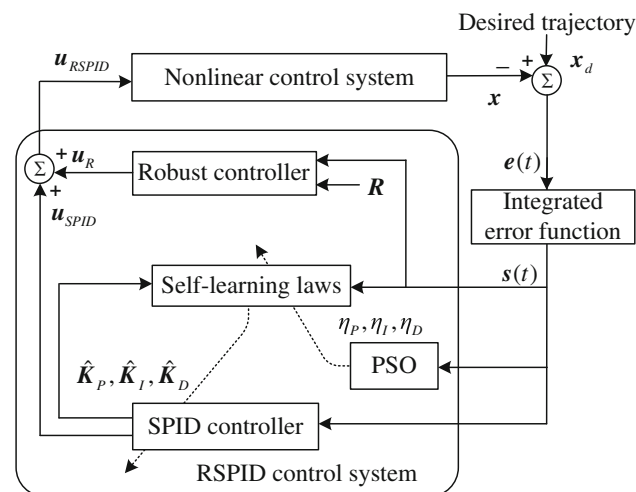 Desired trajectory
u_RSPID
Nonlinear control system
− +
Σ
x_d
x
e(t)
Σ
+ u_R
Robust controller
R
+
u_SPID
Integrated
error function
s(t)
Self-learning laws
η_P, η_I, η_D
PSO
K̂_P, K̂_I, K̂_D
SPID controller
RSPID control system